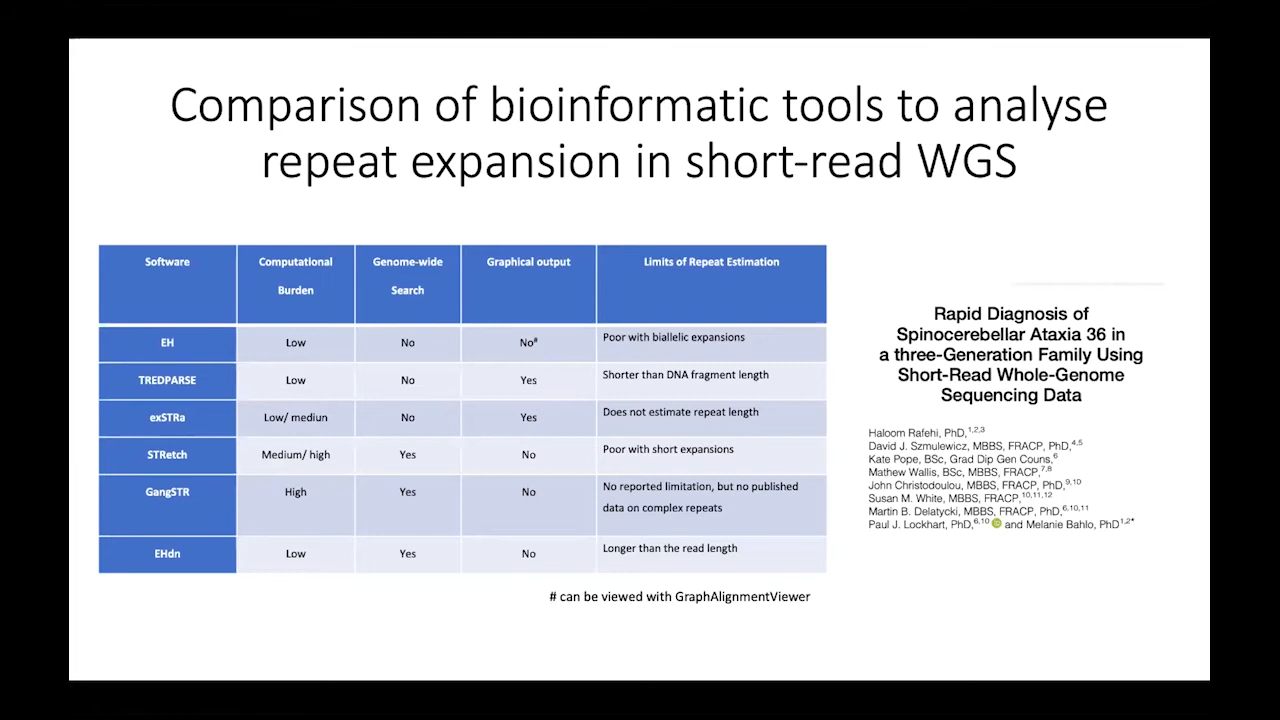 Comparison of bioinformatic tools to analyse
repeat expansion in short-read WGS
Software
Computational
Burden
Genome-wide
Search
Graphical output
Limits of Repeat Estimation
EH
Low
No
No#
Poor with biallelic expansions
TREDPARSE
Low
No
Yes
Shorter than DNA fragment length
exSTRa
Low/ mediun
No
Yes
Does not estimate repeat length
STRetch
Medium/ high
Yes
No
Poor with short expansions
GangSTR
High
Yes
No
No reported limitation, but no published
data on complex repeats
EHdn
Low
Yes
No
Longer than the read length
# can be viewed with GraphAlignmentViewer
Rapid Diagnosis of
Spinocerebellar Ataxia 36 in
a three-Generation Family Using
Short-Read Whole-Genome
Sequencing Data
Haloom Rafehi, PhD,1,2,3
David J. Szmulewicz, MBBS, FRACP, PhD,4,5
Kate Pope, BSc, Grad Dip Gen Couns,6
Mathew Wallis, BSc, MBBS, FRACP,7,8
John Christodoulou, MBBS, FRACP, PhD,9,10
Susan M. White, MBBS, FRACP,10,11,12
Martin B. Delatycki, MBBS, FRACP, PhD,6,10,11
Paul J. Lockhart, PhD,6,10 iD and Melanie Bahlo, PhD1,2*